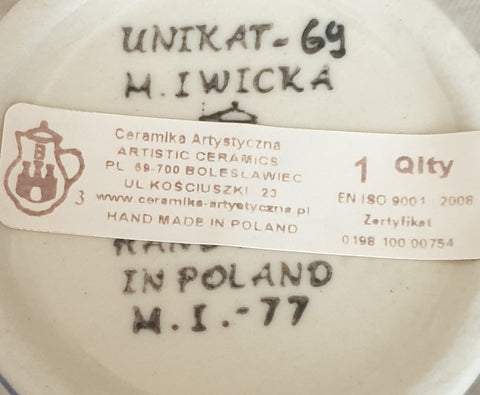 UNIKAT-69
M. IWICKA
Ceramika Artystyczna
ARTISTIC CERAMICS
PL 69-700 BOLESŁAWIEC
UL KOŚCIUSZKI 23
3 www.ceramika-artystyczna.pl
HAND MADE IN POLAND
1 Qlty
EN ISO 9001 2008
Zertyfikat
0198 100 00754
IN POLAND
M.I.-77